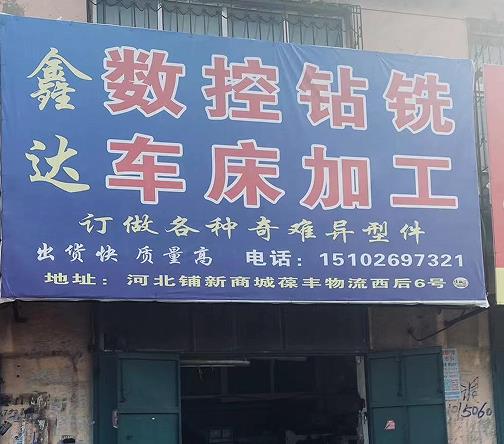 鑫达
数控钻铣
车床加工
订做各种奇难异型件
出货快 质量高 电话：15102697321
地址：河北铺新商城葆丰物流西后6号
15060